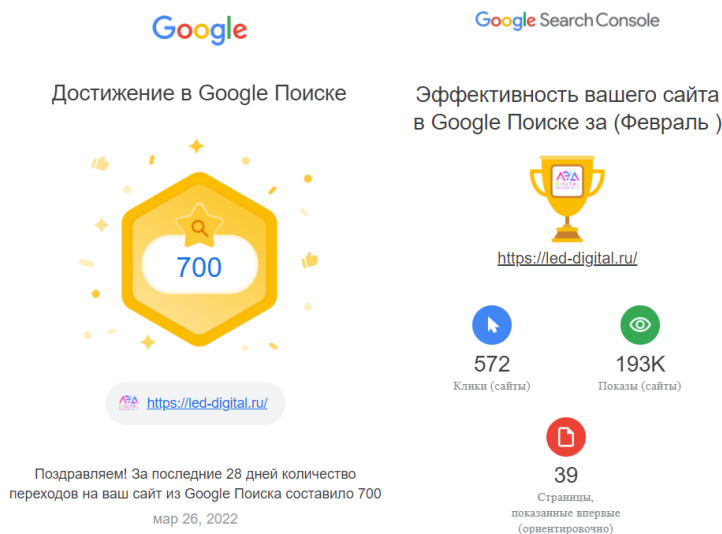 Google
Достижение в Google Поиске
700
https://led-digital.ru/
Поздравляем! За последние 28 дней количество
переходов на ваш сайт из Google Поиска составило 700
мар 26, 2022
Google Search Console
Эффективность вашего сайта
в Google Поиске за (Февраль )
DIGITAL
https://led-digital.ru/
572
Клики (сайты)
193K
Показы (сайты)
39
Страницы,
показанные впервые
(ориентировочно)